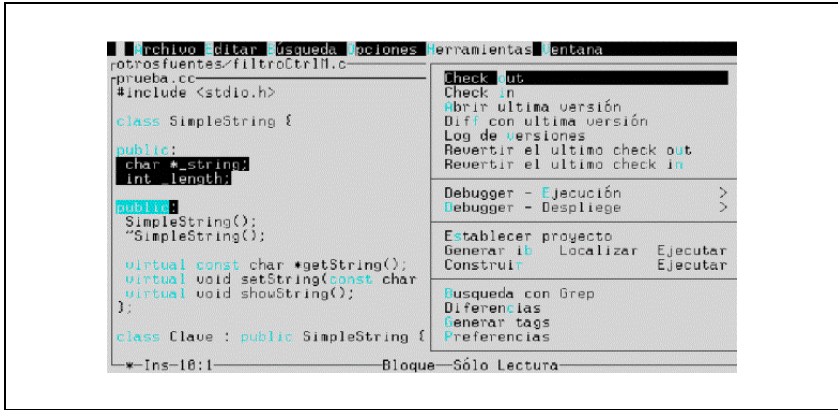 Archivo Editar Búsqueda Opciones Herramientas Ventana
otrosfuentes/filtroCtrlM.c
prueba.cc
#include <stdio.h>
class SimpleString {
public:
char *_string;
int _length;
public:
SimpleString();
~SimpleString();
virtual const char *getString();
virtual void setString(const char
virtual void showString();
};
class Clave : public SimpleString {
*-Ins-10:1 Bloque Sólo Lectura
Check out
Check in
Abrir ultima versión
Diff con ultima versión
Log de versiones
Revertir el ultimo check out
Revertir el ultimo check in
Debugger - Ejecución >
Debugger - Despliege >
Establecer proyecto
Generar ib Localizar Ejecutar
Construir Ejecutar
Busqueda con Grep
Diferencias
Generar tags
Preferencias